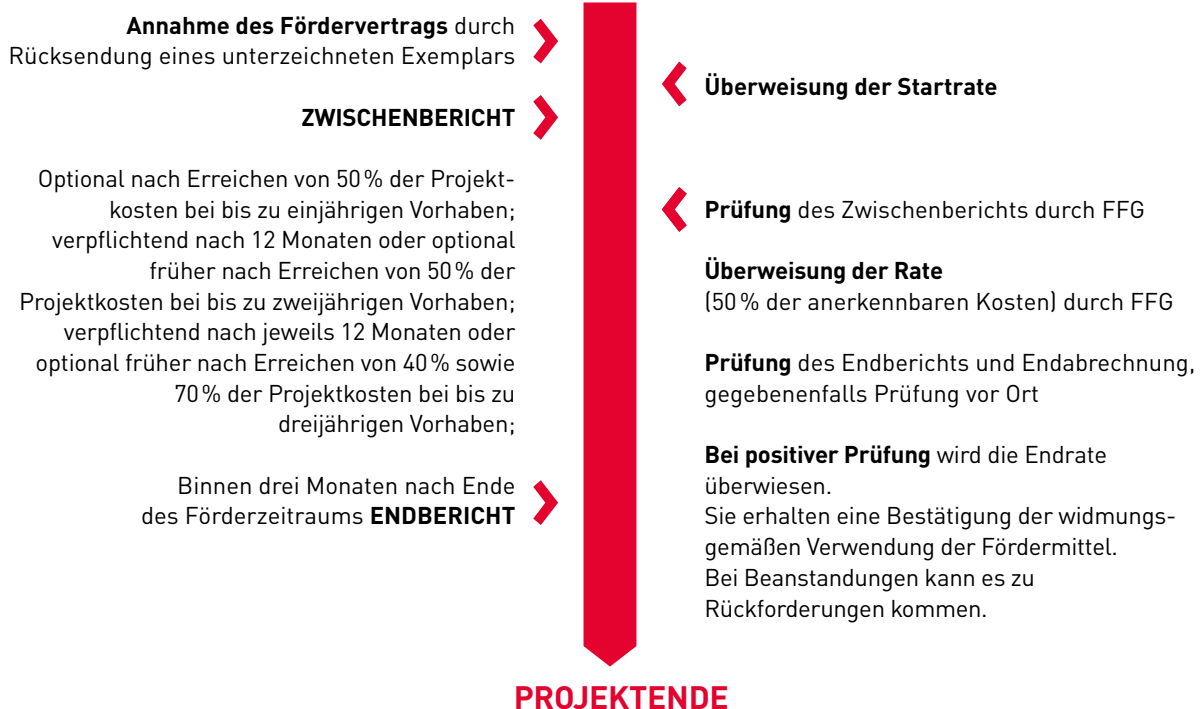 Annahme des Fördervertrags durch
Rücksendung eines unterzeichneten Exemplars
Überweisung der Startrate
ZWISCHENBERICHT
Optional nach Erreichen von 50 % der Projekt-
kosten bei bis zu einjährigen Vorhaben;
verpflichtend nach 12 Monaten oder optional
früher nach Erreichen von 50 % der
Projektkosten bei bis zu zweijährigen Vorhaben;
verpflichtend nach jeweils 12 Monaten oder
optional früher nach Erreichen von 40 % sowie
70 % der Projektkosten bei bis zu
dreijährigen Vorhaben;
Prüfung des Zwischenberichts durch FFG
Überweisung der Rate
(50 % der anerkennbaren Kosten) durch FFG
Binnen drei Monaten nach Ende
des Förderzeitraums ENDBERICHT
Prüfung des Endberichts und Endabrechnung,
gegebenenfalls Prüfung vor Ort
Bei positiver Prüfung wird die Endrate
überwiesen.
Sie erhalten eine Bestätigung der widmungs-
gemäßen Verwendung der Fördermittel.
Bei Beanstandungen kann es zu
Rückforderungen kommen.
PROJEKTENDE